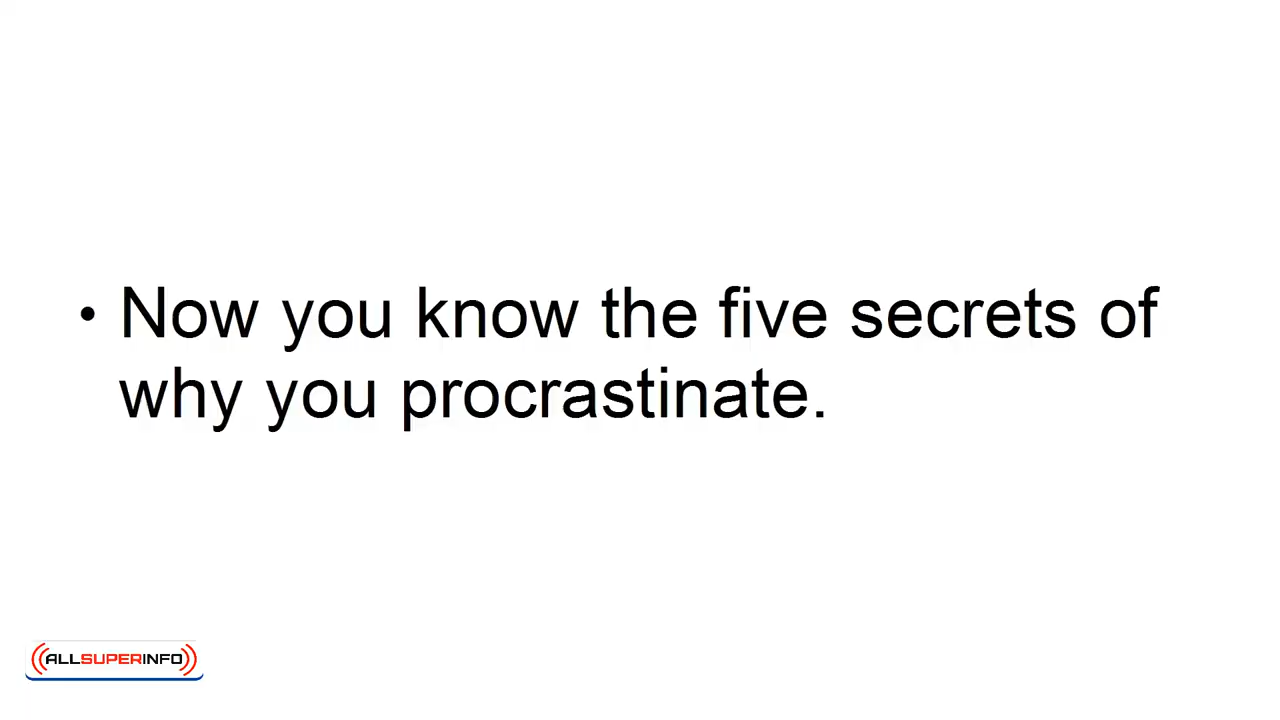 • Now you know the five secrets of
why you procrastinate.
ALLSUPERINFO